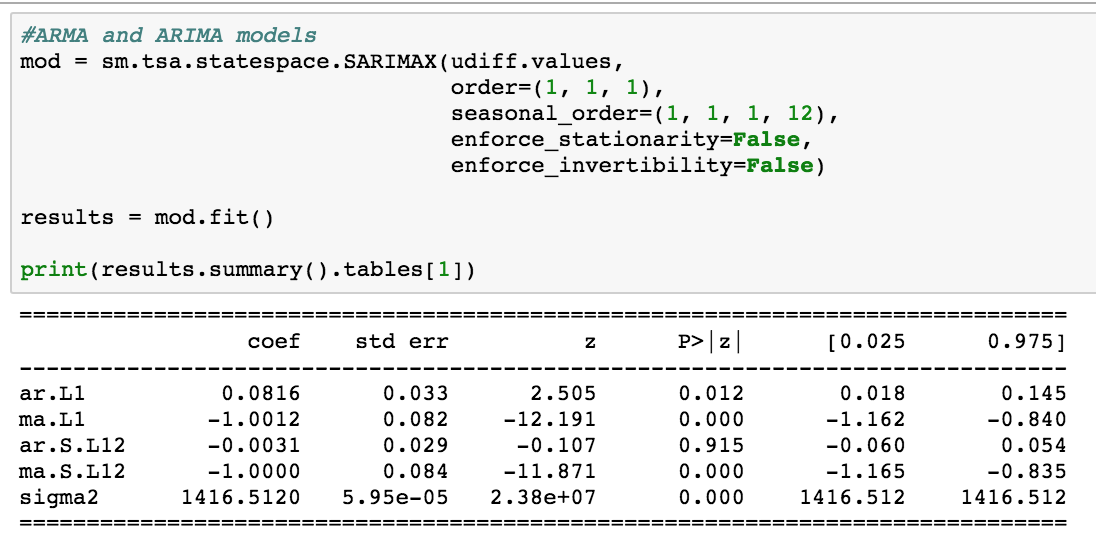 #ARMA and ARIMA models
mod = sm.tsa.statespace.SARIMAX(udiff.values,
                                order=(1, 1, 1),
                                seasonal_order=(1, 1, 1, 12),
                                enforce_stationarity=False,
                                enforce_invertibility=False)
results = mod.fit()
print(results.summary().tables[1])
==============================================================================
                 coef    std err          z      P>|z|      [0.025      0.975]
------------------------------------------------------------------------------
ar.L1          0.0816      0.033      2.505      0.012       0.018       0.145
ma.L1         -1.0012      0.082    -12.191      0.000      -1.162      -0.840
ar.S.L12      -0.0031      0.029     -0.107      0.915      -0.060       0.054
ma.S.L12      -1.0000      0.084    -11.871      0.000      -1.165      -0.835
sigma2      1416.5120   5.95e-05   2.38e+07      0.000    1416.512    1416.512
==============================================================================